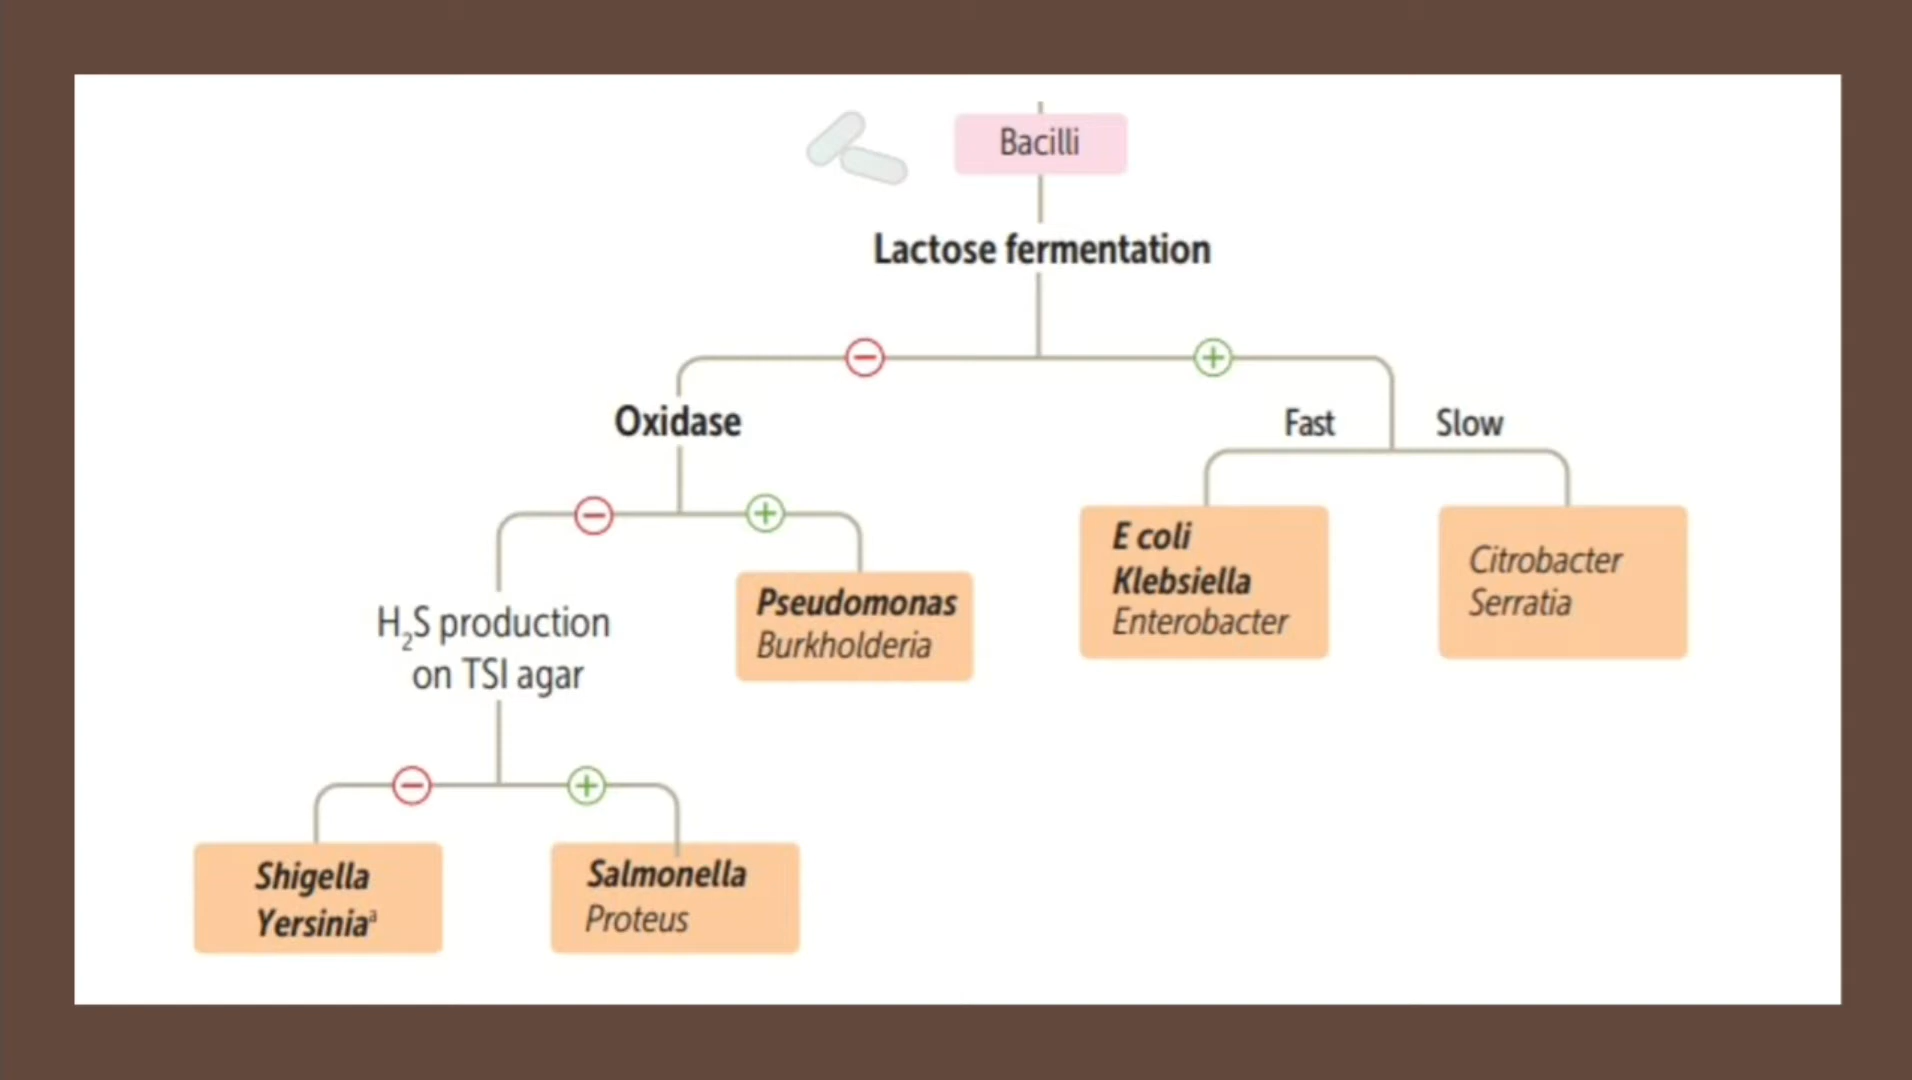 Bacilli
Lactose fermentation
Oxidase
Fast
Slow
E coli
Klebsiella
Enterobacter
Citrobacter
Serratia
Pseudomonas
Burkholderia
H₂S production
on TSI agar
Shigella
Yersiniaᵃ
Salmonella
Proteus